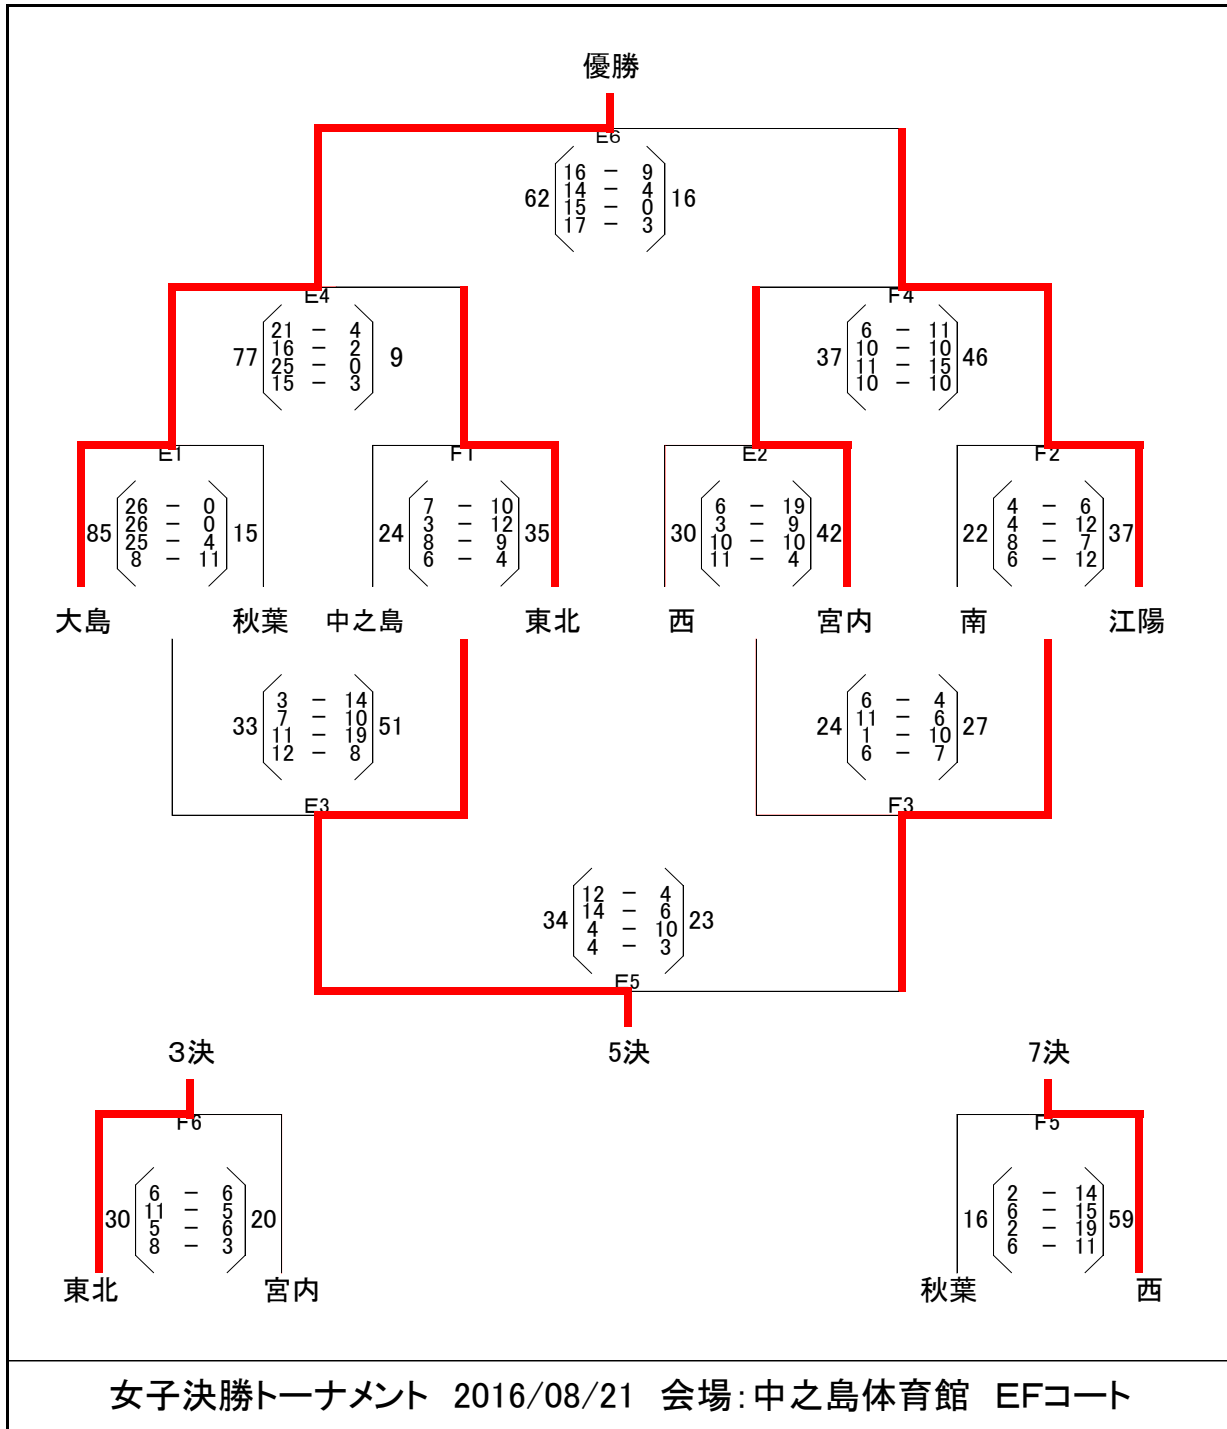 優勝
E6
62 16 － 9 16
14 － 4
15 － 0
17 － 3
E4 F4
77 21 － 4 9
16 － 2
25 － 0
15 － 3
37 6 － 11 46
10 － 10
11 － 15
10 － 10
E1 F1 E2 F2
85 26 － 0 15
26 － 0
25 － 4
8 － 11
24 7 － 10 35
3 － 12
8 － 9
6 － 4
30 6 － 19 42
3 － 9
10 － 10
11 － 4
22 4 － 6 37
4 － 12
8 － 7
6 － 12
大島 秋葉 中之島 東北 西 宮内 南 江陽
33 3 － 14 51
7 － 10
11 － 19
12 － 8
24 6 － 4 27
11 － 6
1 － 10
6 － 7
E3 F3
34 12 － 4 23
14 － 6
4 － 10
4 － 3
E5
３決 5決 7決
F6 F5
30 6 － 6 20
11 － 5
5 － 6
8 － 3
16 2 － 14 59
6 － 15
2 － 19
6 － 11
東北 宮内 秋葉 西
女子決勝トーナメント 2016/08/21 会場：中之島体育館 EFコート